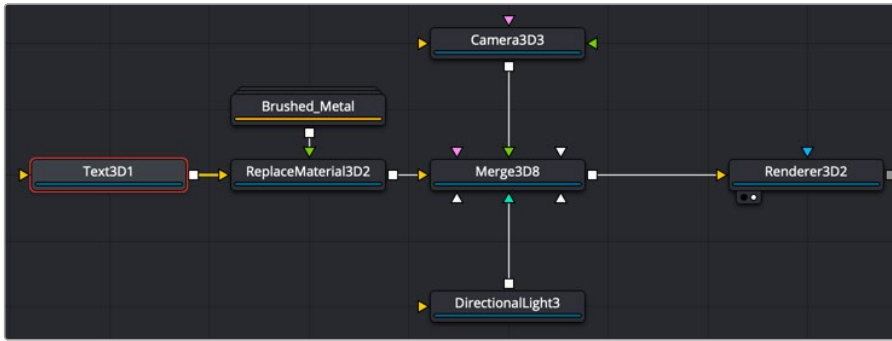 Camera3D3
Brushed_Metal
Text3D1
ReplaceMaterial3D2
Merge3D8
Renderer3D2
DirectionalLight3